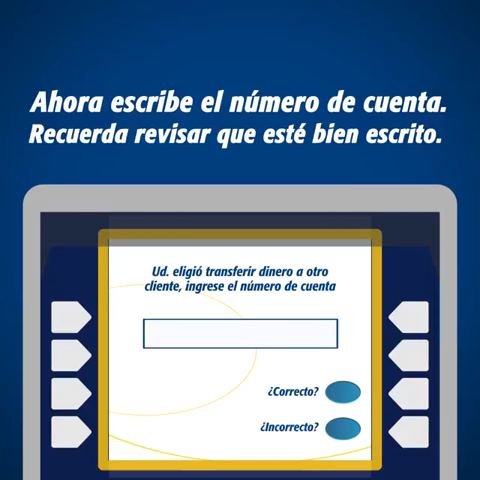 Ahora escribe el número de cuenta.
Recuerda revisar que esté bien escrito.
Ud. eligió transferir dinero a otro
cliente, ingrese el número de cuenta
¿Correcto?
¿Incorrecto?